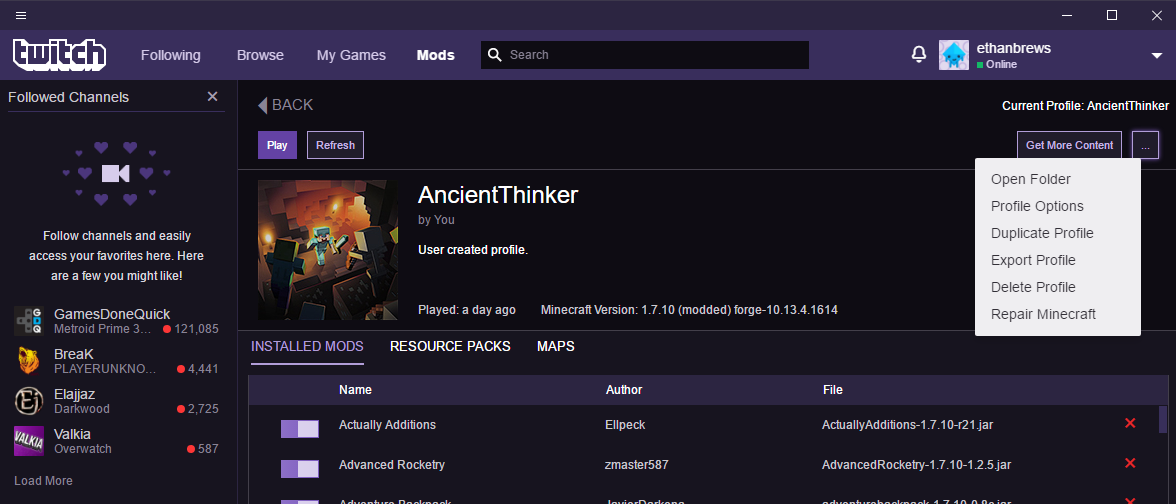 twitch
Following Browse My Games Mods Search ethanbrews
Online
Followed Channels
BACK
Current Profile: AncientThinker
Play Refresh Get More Content ...
Follow channels and easily
access your favorites here. Here
are a few you might like!
GamesDoneQuick
Metroid Prime 3... 121,085
BreaK
PLAYERUNKNO... 4,441
Elajjaz
Darkwood 2,725
VALKIA
Valkia
Overwatch 587
Load More
AncientThinker
by You
User created profile.
Played: a day ago Minecraft Version: 1.7.10 (modded) forge-10.13.4.1614
Open Folder
Profile Options
Duplicate Profile
Export Profile
Delete Profile
Repair Minecraft
INSTALLED MODS RESOURCE PACKS MAPS
Name Author File
Actually Additions Ellpeck ActuallyAdditions-1.7.10-r21.jar
Advanced Rocketry zmaster587 AdvancedRocketry-1.7.10-1.2.5.jar
Adventure Backpack